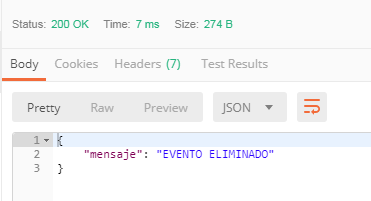 Status: 200 OK Time: 7 ms Size: 274 B
Body Cookies Headers (7) Test Results
Pretty Raw Preview JSON
1 {
2 "mensaje": "EVENTO ELIMINADO"
3 }